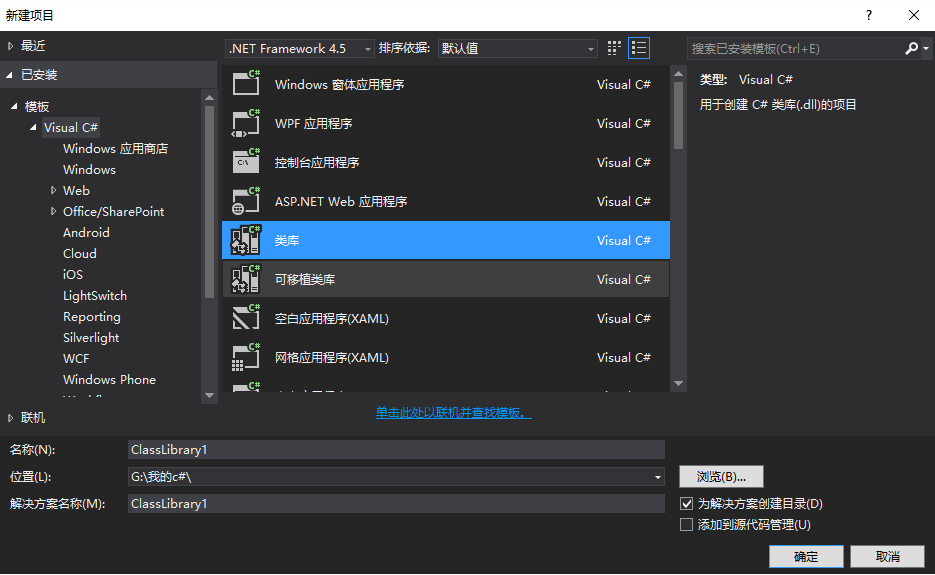 新建项目
?
最近
.NET Framework 4.5 排序依据: 默认值
搜索已安装模板(Ctrl+E)
已安装
模板
Visual C#
Windows 应用商店
Windows
Web
Office/SharePoint
Android
Cloud
iOS
LightSwitch
Reporting
Silverlight
WCF
Windows Phone
联机
Windows 窗体应用程序 Visual C#
WPF 应用程序 Visual C#
控制台应用程序 Visual C#
ASP.NET Web 应用程序 Visual C#
类库 Visual C#
可移植类库 Visual C#
空白应用程序(XAML) Visual C#
网格应用程序(XAML) Visual C#
单击此处以联机并查找模板。
类型: Visual C#
用于创建 C# 类库(.dll)的项目
名称(N): ClassLibrary1
位置(L): G:\我的c#\
浏览(B)...
解决方案名称(M): ClassLibrary1
为解决方案创建目录(D)
添加到源代码管理(U)
确定 取消